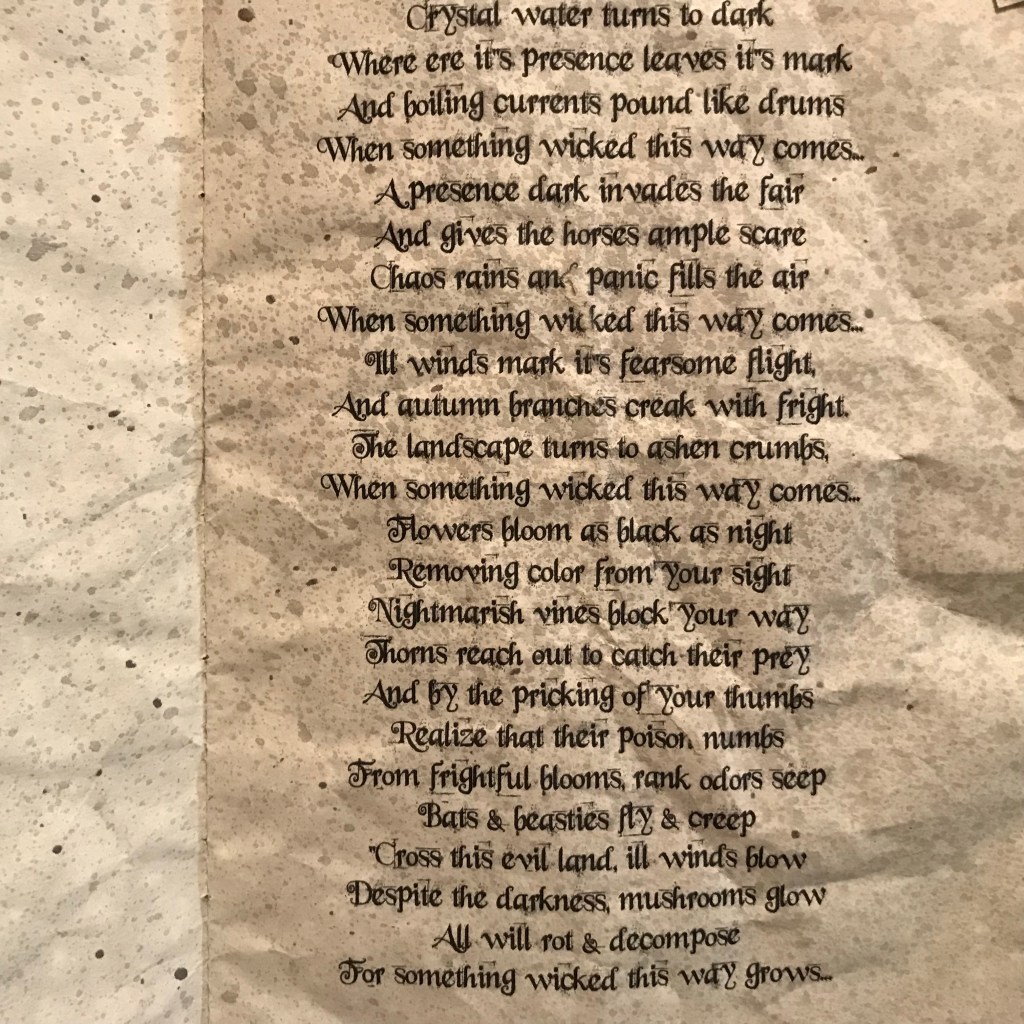 Crystal water turns to dark
Where ere it"s presence leaves it"s mark
And boiling currents pound like drums
When something wicked this way comes...
A presence dark invades the fair
And gives the horses ample scare
Chaos rains and panic fills the air
When something wicked this way comes...
Ill winds mark it"s fearsome flight,
And autumn branches creak with fright.
The landscape turns to ashen crumbs,
When something wicked this way comes...
Flowers bloom as black as night
Removing color from your sight
Nightmarish vines block your way
Thorns reach out to catch their prey
And by the pricking of your thumbs
Realize that their poison numbs
From frightful blooms, rank odors seep
Bats & beasties fly & creep
"Cross this evil land, ill winds blow
Despite the darkness, mushrooms glow
All will rot & decompose
For something wicked this way grows...